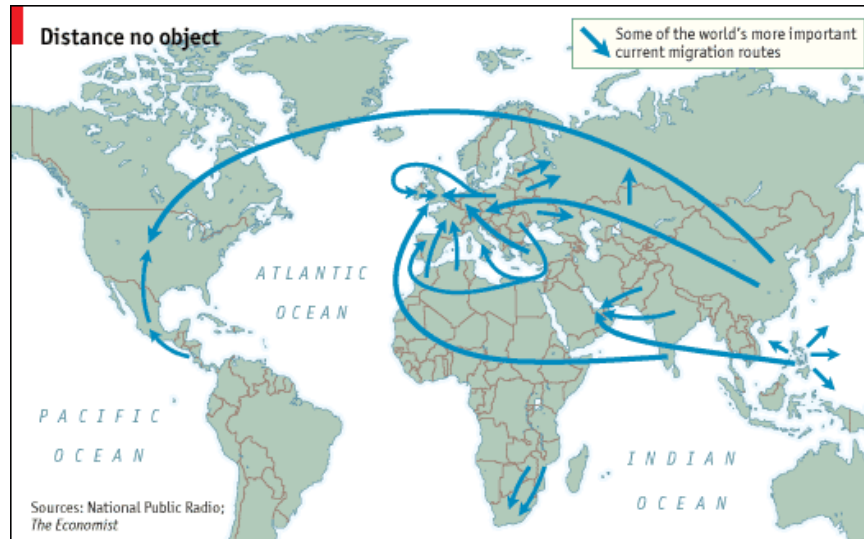 Distance no object
Some of the world's more important
current migration routes
ATLANTIC
OCEAN
PACIFIC
OCEAN
INDIAN
OCEAN
Sources: National Public Radio;
The Economist